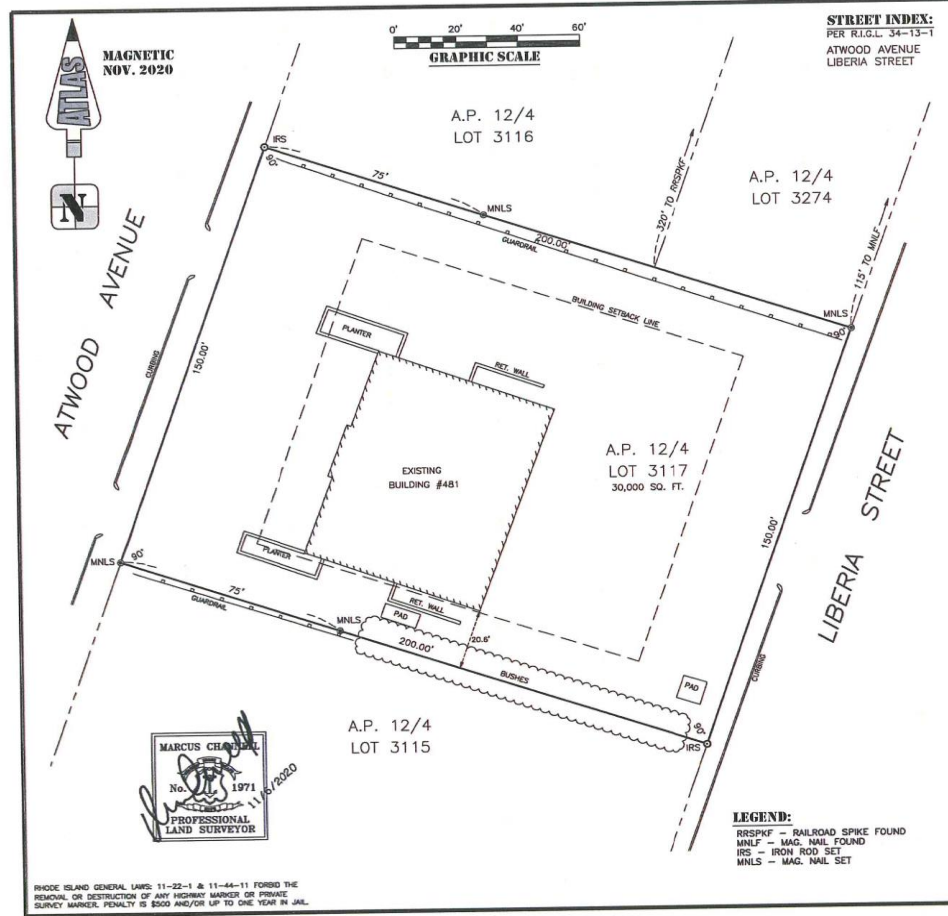 ATLAS
MAGNETIC
NOV. 2020
N
0' 20' 40' 60'
GRAPHIC SCALE
STREET INDEX:
PER R.I.G.L. 34-13-1
ATWOOD AVENUE
LIBERIA STREET
A.P. 12/4
LOT 3116
A.P. 12/4
LOT 3274
320' TO RRSPKF
115' TO MNLF
IRS
90'
75'
MNLS
GUARDRAIL
200.00'
MNLS
90'
BUILDING SETBACK LINE
ATWOOD AVENUE
CURBING
150.00'
PLANTER
RET. WALL
EXISTING
BUILDING #481
A.P. 12/4
LOT 3117
30,000 SQ. FT.
150.00'
LIBERIA STREET
CURBING
MNLS
90'
PLANTER
75'
GUARDRAIL
MNLS
RET. WALL
PAD
20.6'
200.00'
BUSHES
PAD
90'
IRS
A.P. 12/4
LOT 3115
MARCUS CHANNELL
No. 1971
PROFESSIONAL
LAND SURVEYOR
11/6/2020
LEGEND:
RRSPKF – RAILROAD SPIKE FOUND
MNLF – MAG. NAIL FOUND
IRS – IRON ROD SET
MNLS – MAG. NAIL SET
RHODE ISLAND GENERAL LAWS: 11-22-1 & 11-44-11 FORBID THE
REMOVAL OR DESTRUCTION OF ANY HIGHWAY MARKER OR PRIVATE
SURVEY MARKER. PENALTY IS $500 AND/OR UP TO ONE YEAR IN JAIL.